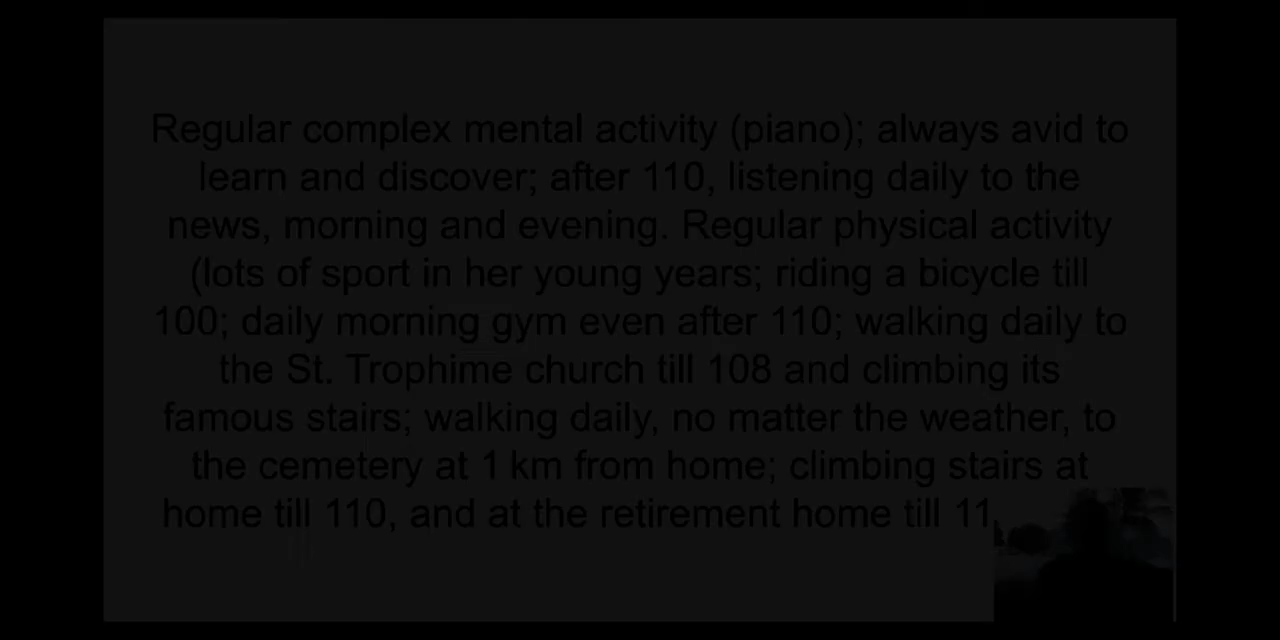 Regular complex mental activity (piano); always avid to
learn and discover; after 110, listening daily to the
news, morning and evening. Regular physical activity
(lots of sport in her young years; riding a bicycle till
100; daily morning gym even after 110; walking daily to
the St. Trophime church till 108 and climbing its
famous stairs; walking daily, no matter the weather, to
the cemetery at 1 km from home; climbing stairs at
home till 110, and at the retirement home till